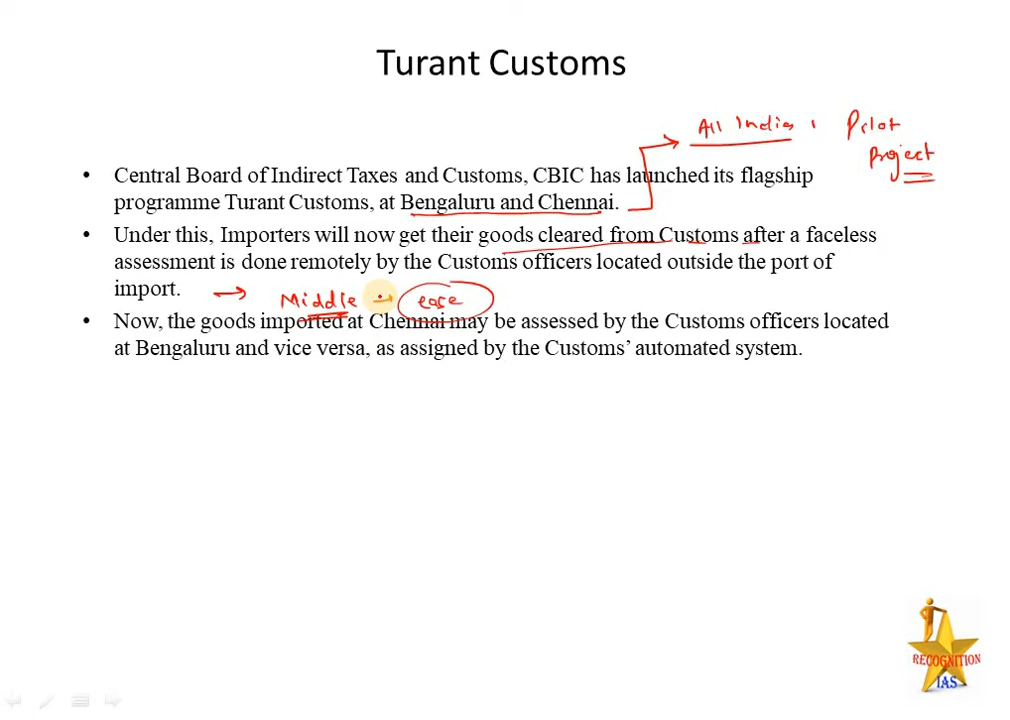 Turant Customs
All India, Pilot
Project
• Central Board of Indirect Taxes and Customs, CBIC has launched its flagship
programme Turant Customs, at Bengaluru and Chennai.
• Under this, Importers will now get their goods cleared from Customs after a faceless
assessment is done remotely by the Customs officers located outside the port of
import.
Middle ease
• Now, the goods imported at Chennai may be assessed by the Customs officers located
at Bengaluru and vice versa, as assigned by the Customs’ automated system.
RECOGNITION
IAS